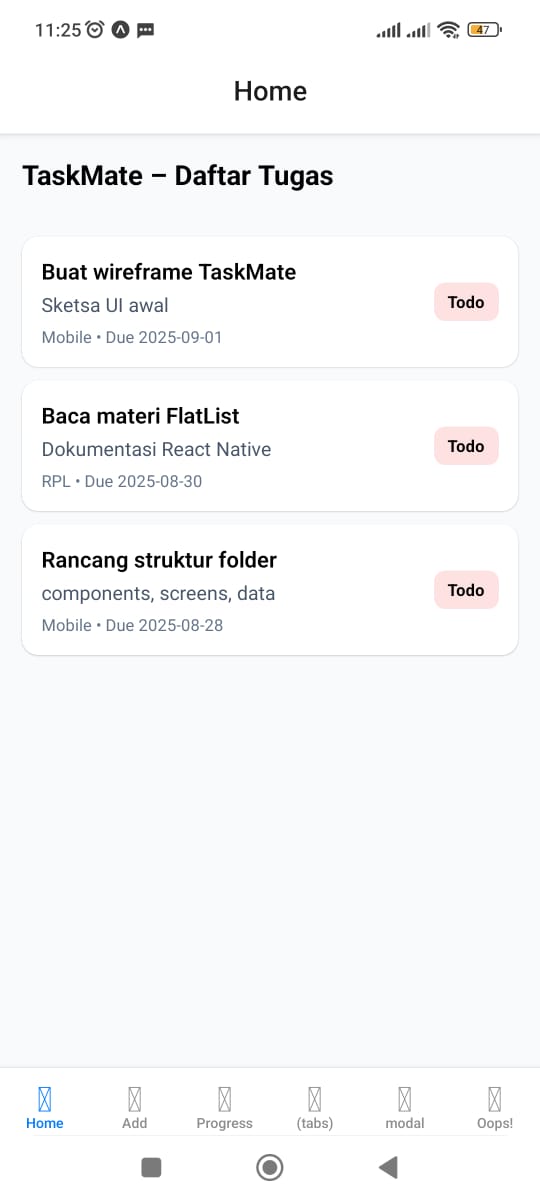 11:25
47
Home
TaskMate – Daftar Tugas
Buat wireframe TaskMate
Sketsa UI awal
Mobile • Due 2025-09-01
Todo
Baca materi FlatList
Dokumentasi React Native
RPL • Due 2025-08-30
Todo
Rancang struktur folder
components, screens, data
Mobile • Due 2025-08-28
Todo
Home
Add
Progress
(tabs)
modal
Oops!